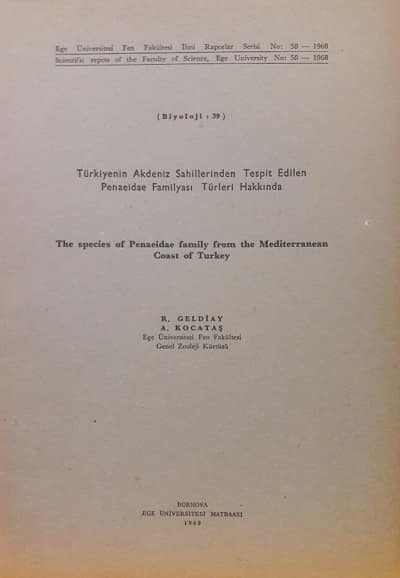 Ege Üniversitesi Fen Fakültesi İlmi Raporlar Serisi No: 58 — 1968
Scientific repots of the Faculty of Science, Ege University No: 58 — 1968
( Biyoloji : 39 )
Türkiyenin Akdeniz Sahillerinden Tespit Edilen
Penaeidae Familyası Türleri Hakkında
The species of Penaeidae family from the Mediterranean
Coast of Turkey
R. GELDİAY
A. KOCATAŞ
Ege Üniversitesi Fen Fakültesi
Genel Zooloji Kürsüsü
BORNOVA
EGE ÜNİVERSİTESİ MATBAASI
1968